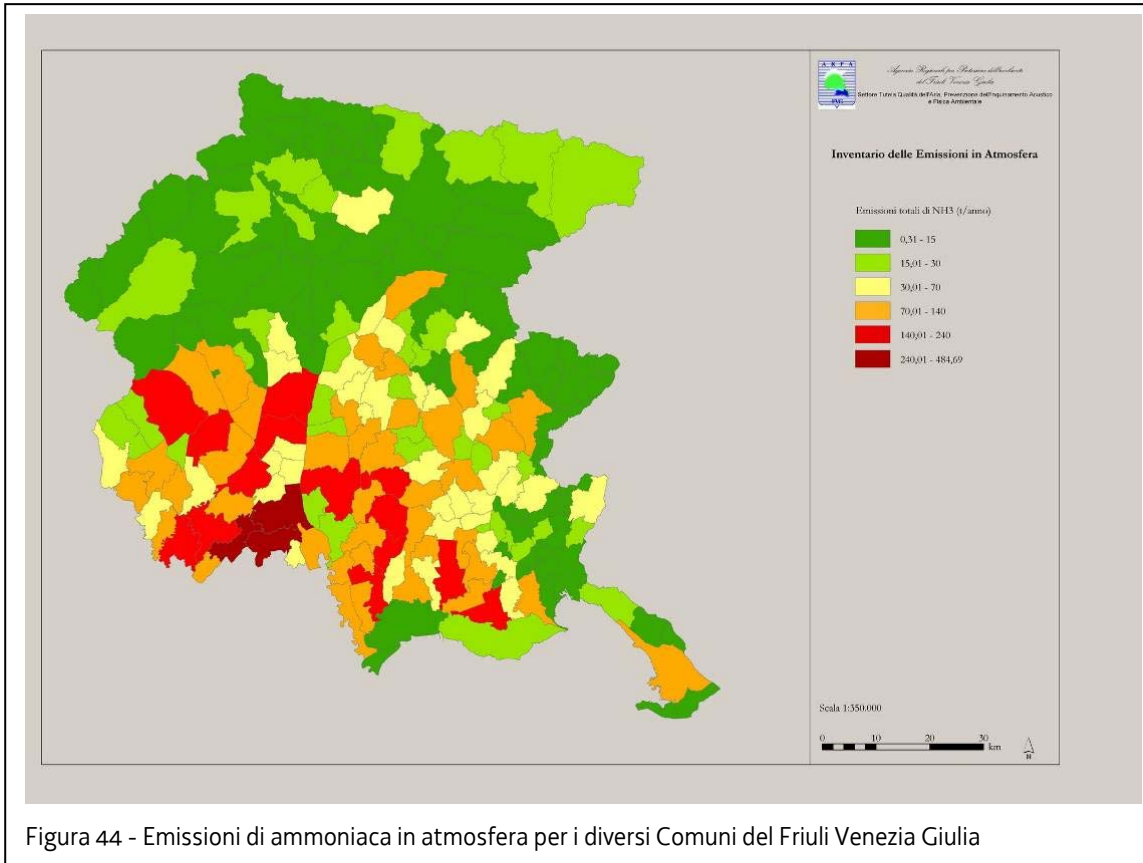 ARPA
FVG
Agenzia Regionale per la Protezione dell'Ambiente
del Friuli Venezia Giulia
Settore Tutela Qualità dell'Aria, Prevenzione dell'Inquinamento Acustico
e Fisica Ambientale
Inventario delle Emissioni in Atmosfera
Emissioni totali di NH3 (t/anno)
0,31 - 15
15,01 - 30
30,01 - 70
70,01 - 140
140,01 - 240
240,01 - 484,69
Scala 1:350.000
0 10 20 30
km
N
Figura 44 - Emissioni di ammoniaca in atmosfera per i diversi Comuni del Friuli Venezia Giulia